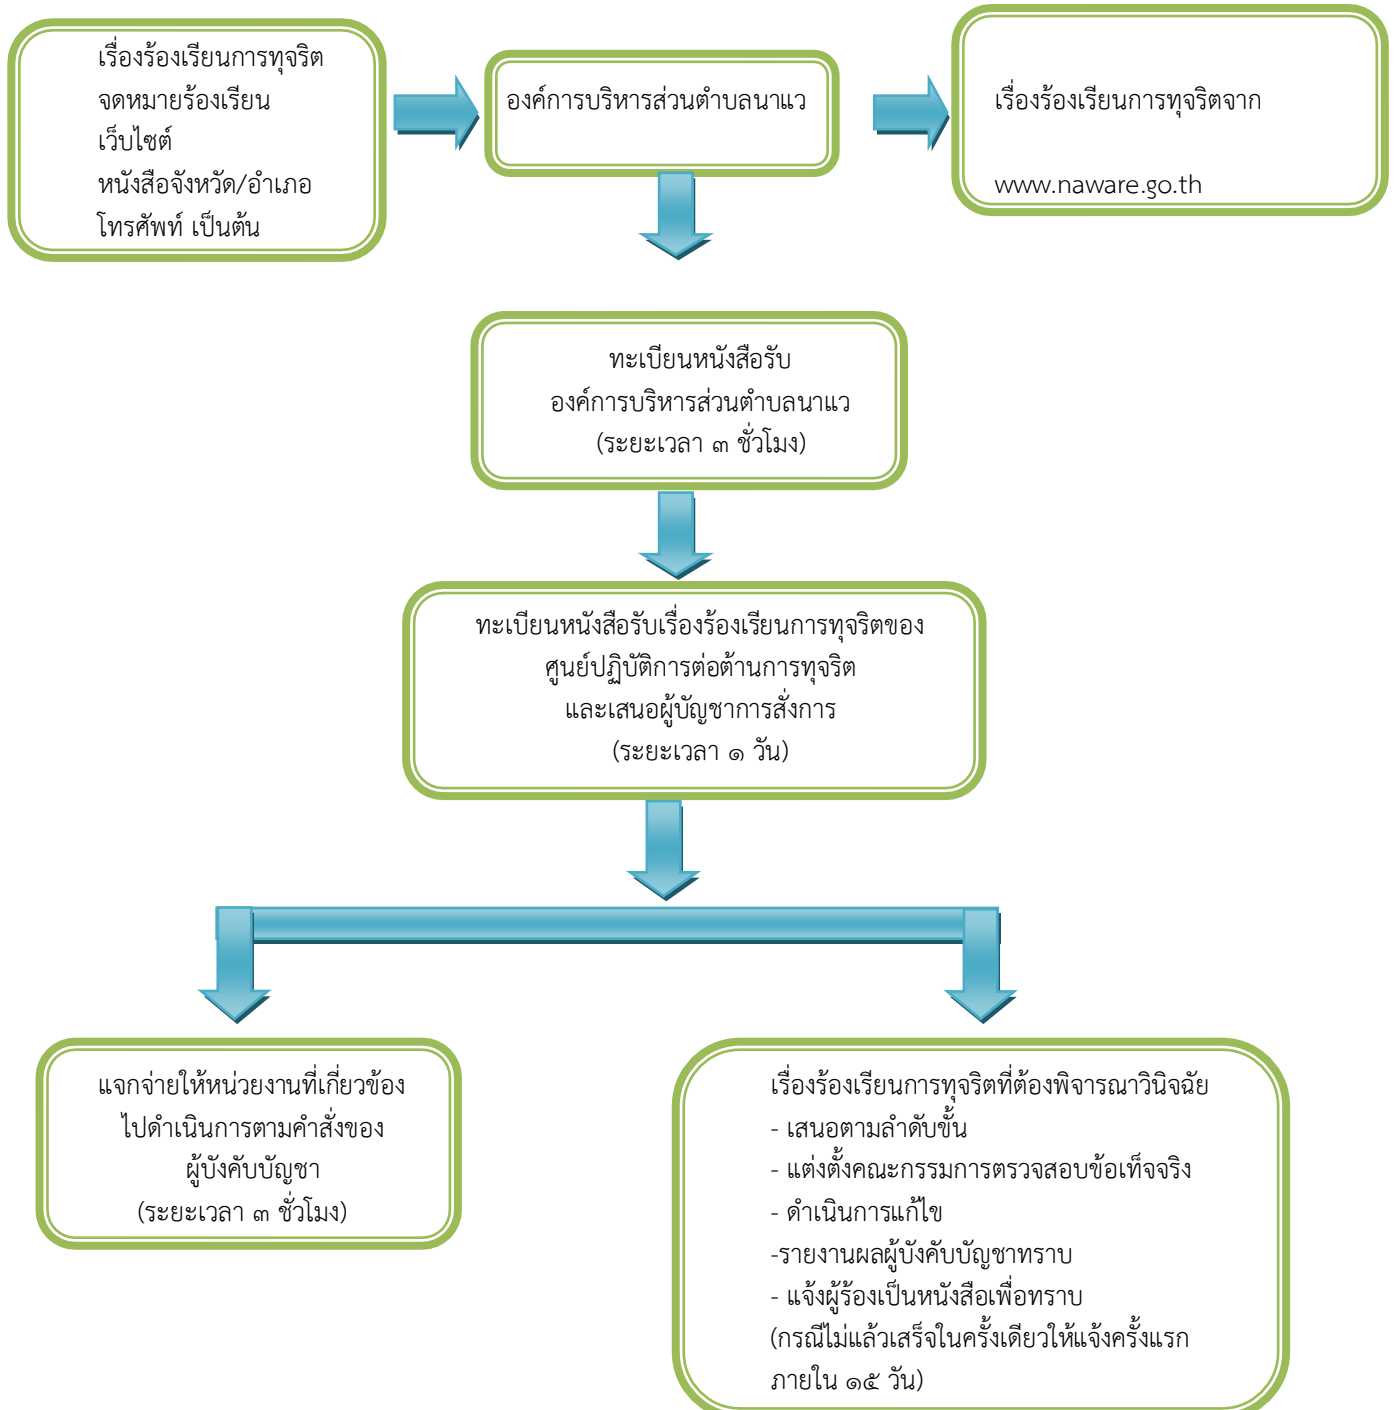 เรื่องร้องเรียนการทุจริต
จดหมายร้องเรียน
เว็บไซต์
หนังสือจังหวัด/อำเภอ
โทรศัพท์ เป็นต้น
องค์การบริหารส่วนตำบลนาแว
เรื่องร้องเรียนการทุจริตจาก
www.naware.go.th
ทะเบียนหนังสือรับ
องค์การบริหารส่วนตำบลนาแว
(ระยะเวลา ๓ ชั่วโมง)
ทะเบียนหนังสือรับเรื่องร้องเรียนการทุจริตของ
ศูนย์ปฏิบัติการต่อต้านการทุจริต
และเสนอผู้บัญชาการสั่งการ
(ระยะเวลา ๑ วัน)
แจกจ่ายให้หน่วยงานที่เกี่ยวข้อง
ไปดำเนินการตามคำสั่งของ
ผู้บังคับบัญชา
(ระยะเวลา ๓ ชั่วโมง)
เรื่องร้องเรียนการทุจริตที่ต้องพิจารณาวินิจฉัย
- เสนอตามลำดับขั้น
- แต่งตั้งคณะกรรมการตรวจสอบข้อเท็จจริง
- ดำเนินการแก้ไข
-รายงานผลผู้บังคับบัญชาทราบ
- แจ้งผู้ร้องเป็นหนังสือเพื่อทราบ
(กรณีไม่แล้วเสร็จในครั้งเดียวให้แจ้งครั้งแรก
ภายใน ๑๕ วัน)